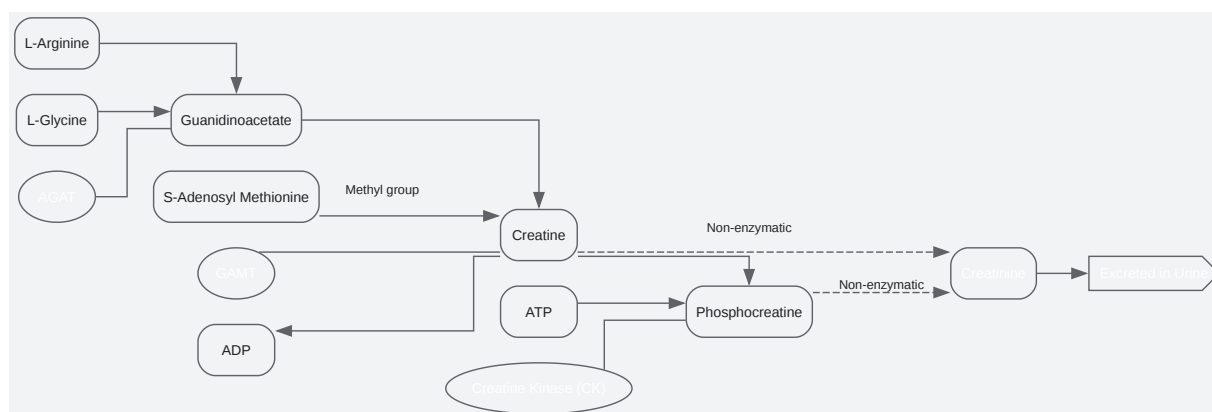 L-Arginine
L-Glycine
Guanidinoacetate
AGAT
S-Adenosyl Methionine
Methyl group
Creatine
Non-enzymatic
GAMT
Creatinine
Excreted in Urine
Non-enzymatic
ATP
Phosphocreatine
ADP
Creatine Kinase (CK)